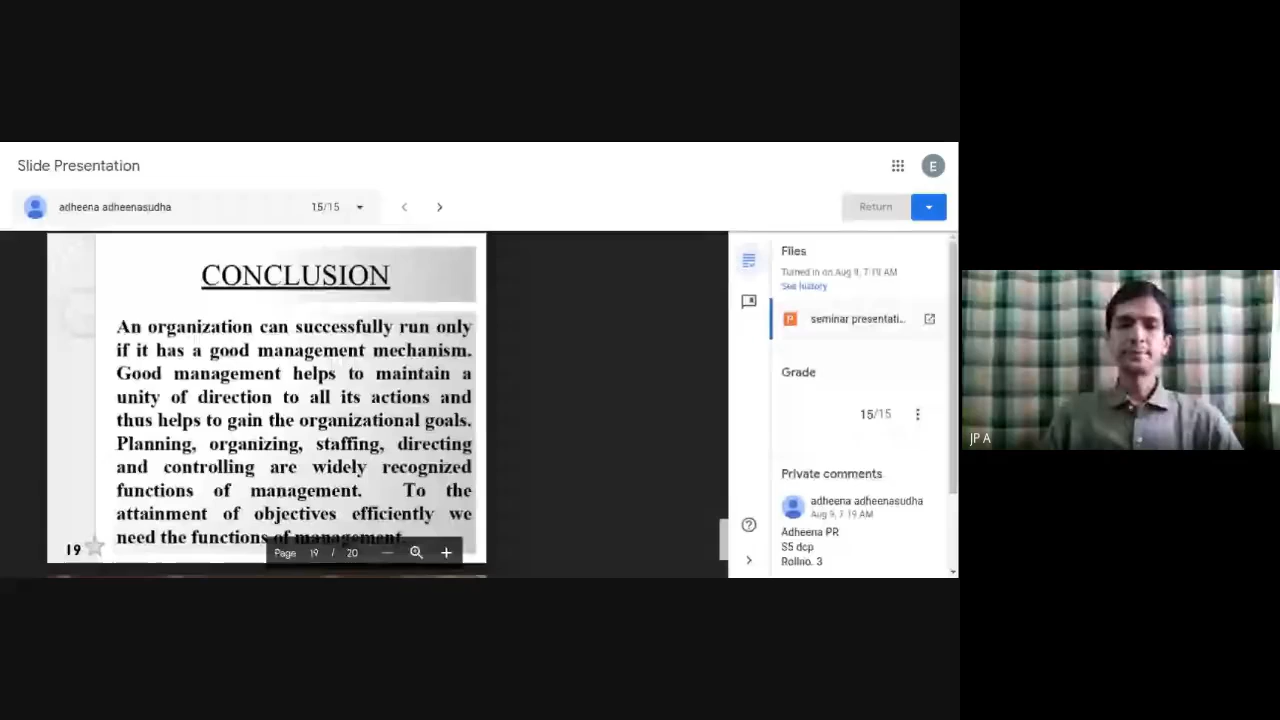 Slide Presentation
E
adheena adheenasudha
15/15
Return
CONCLUSION
An organization can successfully run only
if it has a good management mechanism.
Good management helps to maintain a
unity of direction to all its actions and
thus helps to gain the organizational goals.
Planning, organizing, staffing, directing
and controlling are widely recognized
functions of management. To the
attainment of objectives efficiently we
need the functions of management.
19
Page 19 / 20
Files
Turned in on Aug 9, 7:19 AM
See history
P
seminar presentati...
Grade
15/15
Private comments
adheena adheenasudha
Aug 9, 7:19 AM
Adheena PR
S5 dcp
Rollno. 3
JP A